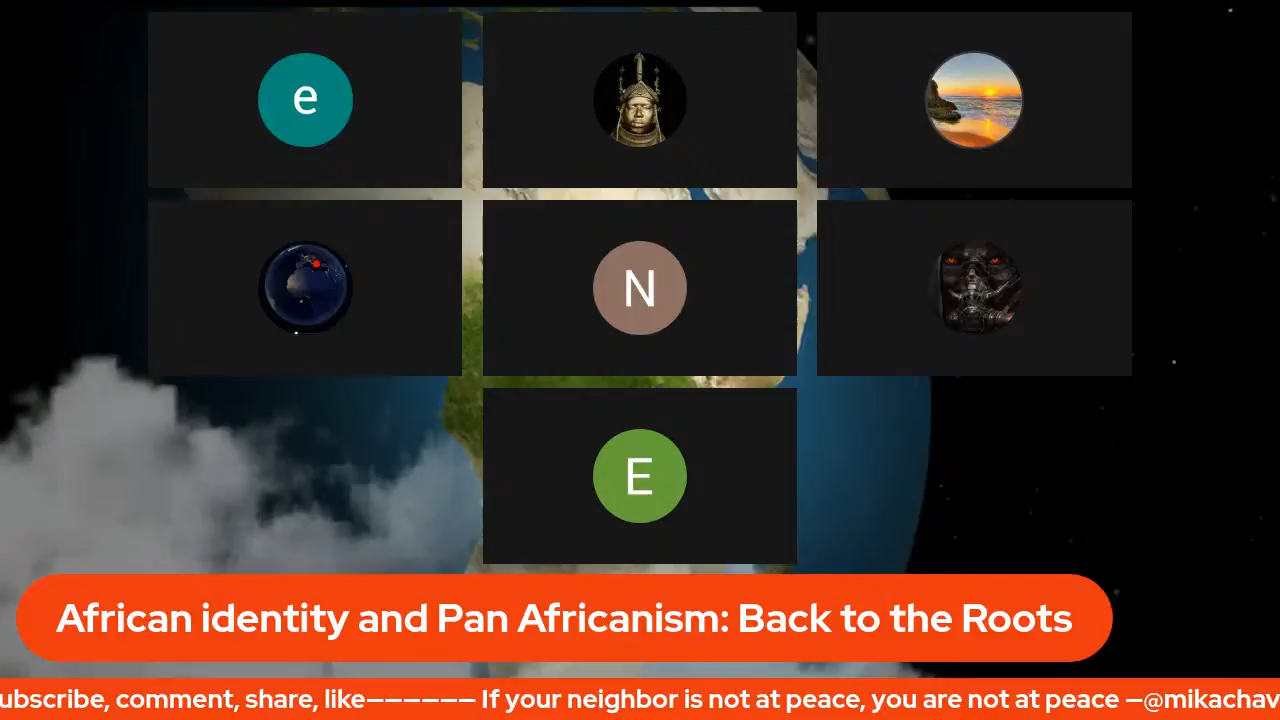 e
N
E
African identity and Pan Africanism: Back to the Roots
ubscribe, comment, share, like—————— If your neighbor is not at peace, you are not at peace —@mikachav